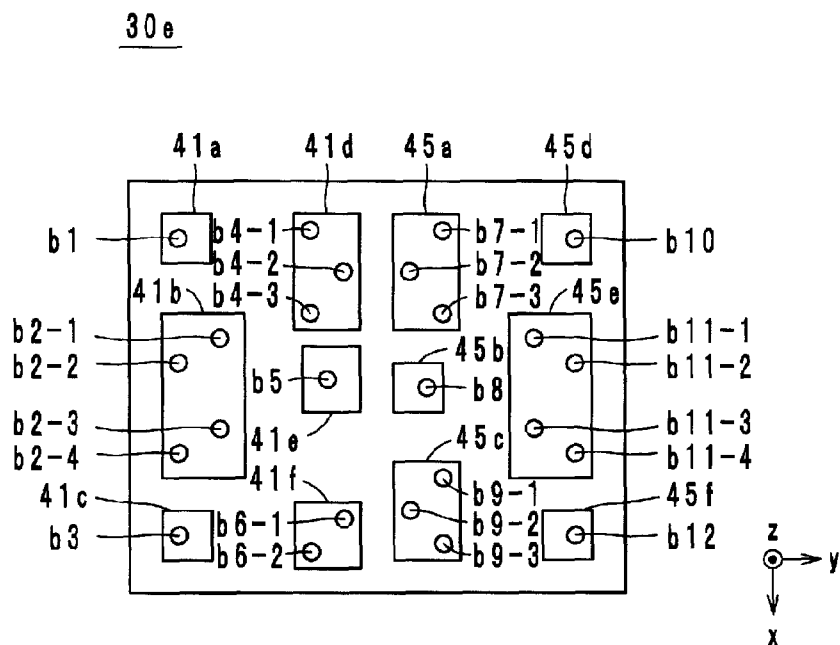 30e
41a 41d 45a 45d
b1 b4-1 b7-1 b10
b4-2 b7-2
41b b4-3 b7-3 45e
b2-1 b11-1
45b
b2-2 b11-2
b5 b8
b2-3 b11-3
41e 45c
b2-4 b11-4
41f
41c b9-1 45f
b6-1 b9-2
b3 b12
b6-2 b9-3
z
y
x